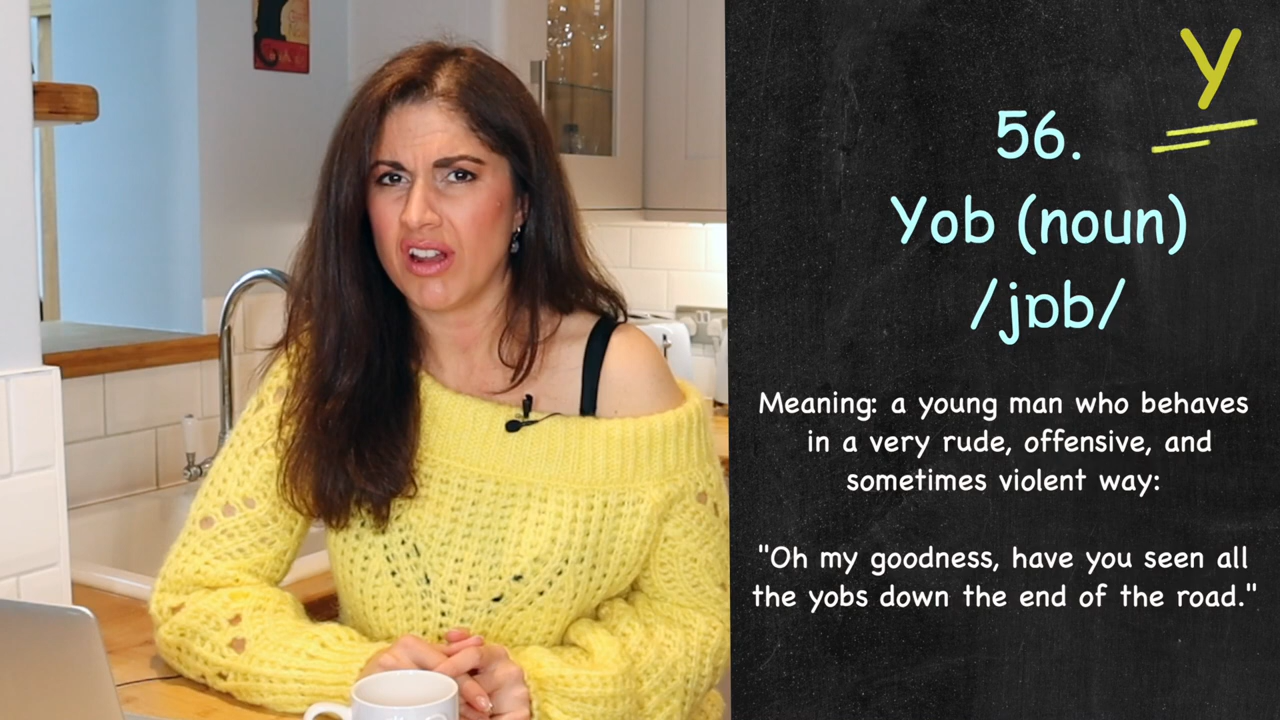 Y
56.
Yob (noun)
/jɒb/
Meaning: a young man who behaves
in a very rude, offensive, and
sometimes violent way:
"Oh my goodness, have you seen all
the yobs down the end of the road."